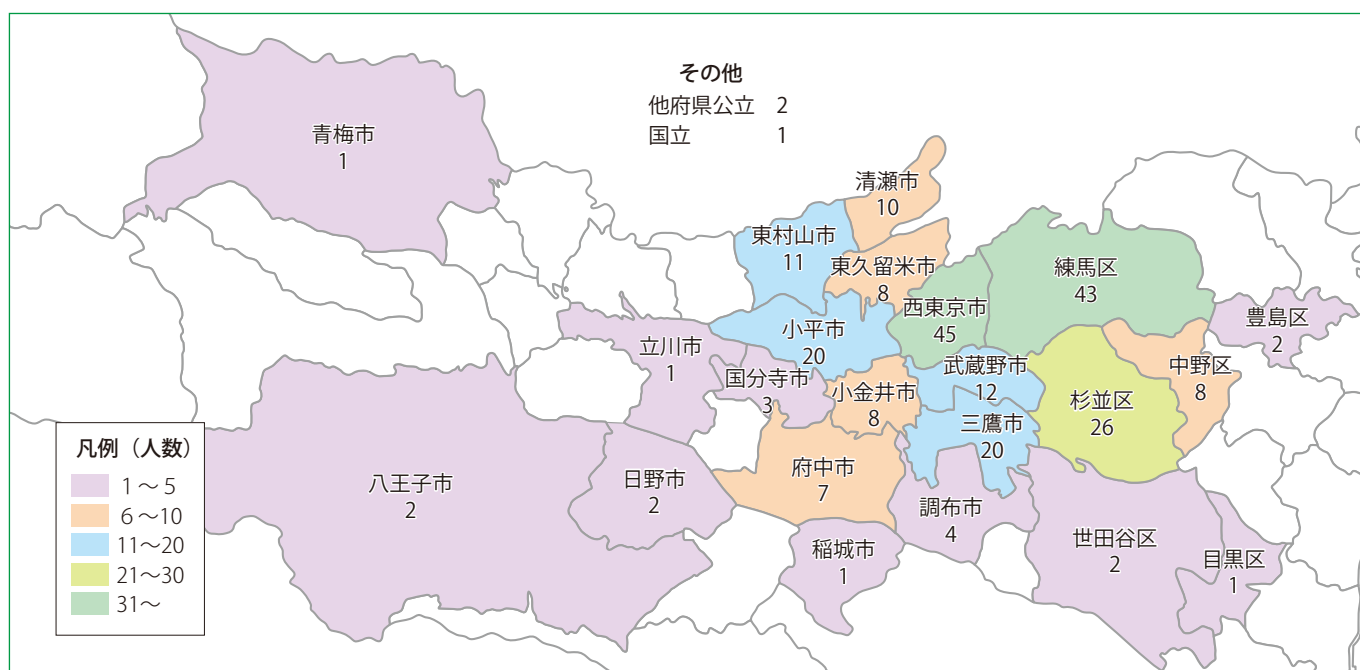 その他
他府県公立 2
国立 1
青梅市
1
清瀬市
10
東村山市
11
東久留米市
8
西東京市
45
練馬区
43
豊島区
2
小平市
20
立川市
1
国分寺市
3
小金井市
8
武蔵野市
12
三鷹市
20
杉並区
26
中野区
8
八王子市
2
日野市
2
府中市
7
調布市
4
稲城市
1
世田谷区
2
目黒区
1
凡例（人数）
1～5
6～10
11～20
21～30
31～